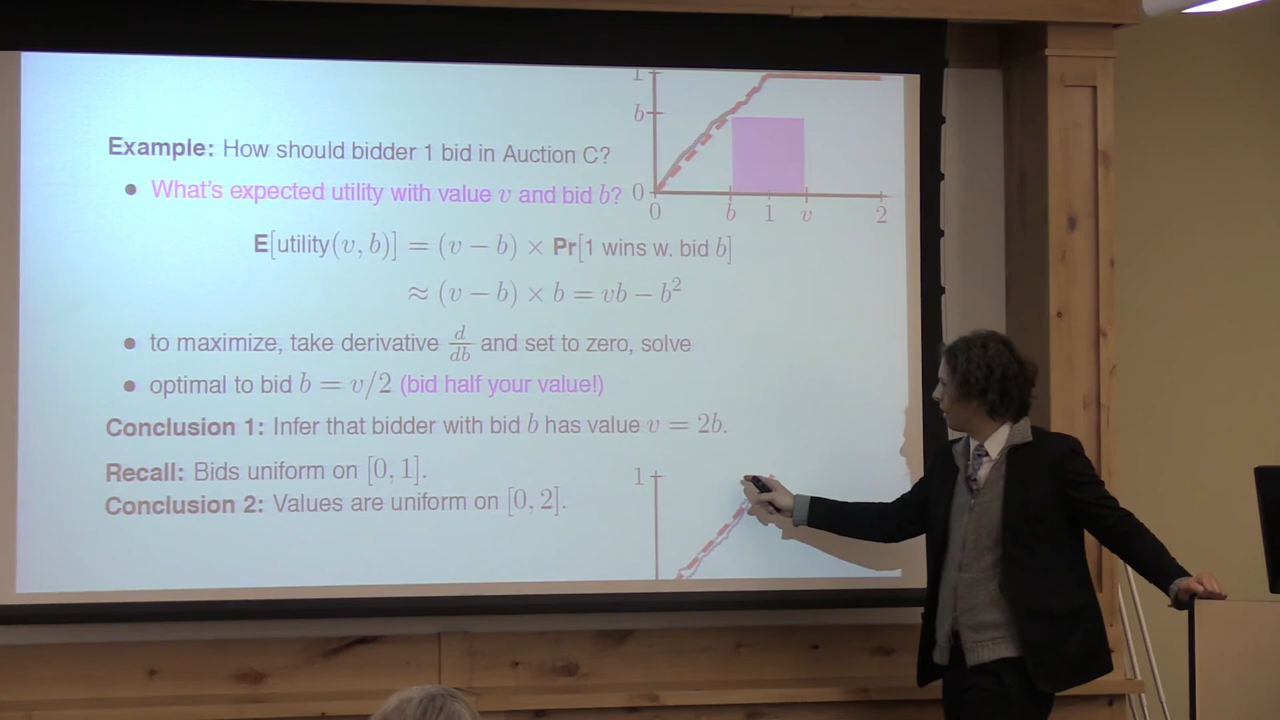 1
b
Example: How should bidder 1 bid in Auction C?
• What's expected utility with value v and bid b?
0
0 b 1 v 2
E[utility(v, b)] = (v − b) × Pr[1 wins w. bid b]
≈ (v − b) × b = vb − b²
• to maximize, take derivative d/db and set to zero, solve
• optimal to bid b = v/2 (bid half your value!)
Conclusion 1: Infer that bidder with bid b has value v = 2b.
Recall: Bids uniform on [0, 1].
1
Conclusion 2: Values are uniform on [0, 2].